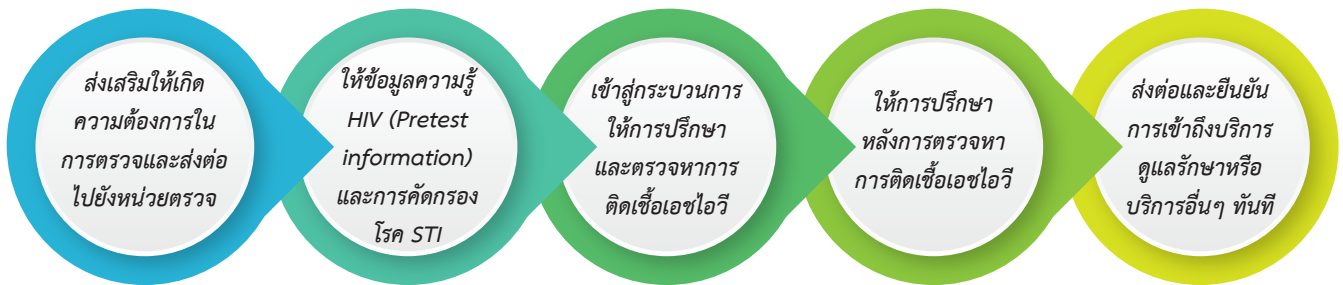 ส่งเสริมให้เกิด
ความต้องการใน
การตรวจและส่งต่อ
ไปยังหน่วยตรวจ
ให้ข้อมูลความรู้
HIV (Pretest
information)
และการคัดกรอง
โรค STI
เข้าสู่กระบวนการ
ให้การปรึกษา
และตรวจหาการ
ติดเชื้อเอชไอวี
ให้การปรึกษา
หลังการตรวจหา
การติดเชื้อเอชไอวี
ส่งต่อและยืนยัน
การเข้าถึงบริการ
ดูแลรักษาหรือ
บริการอื่นๆ ทันที